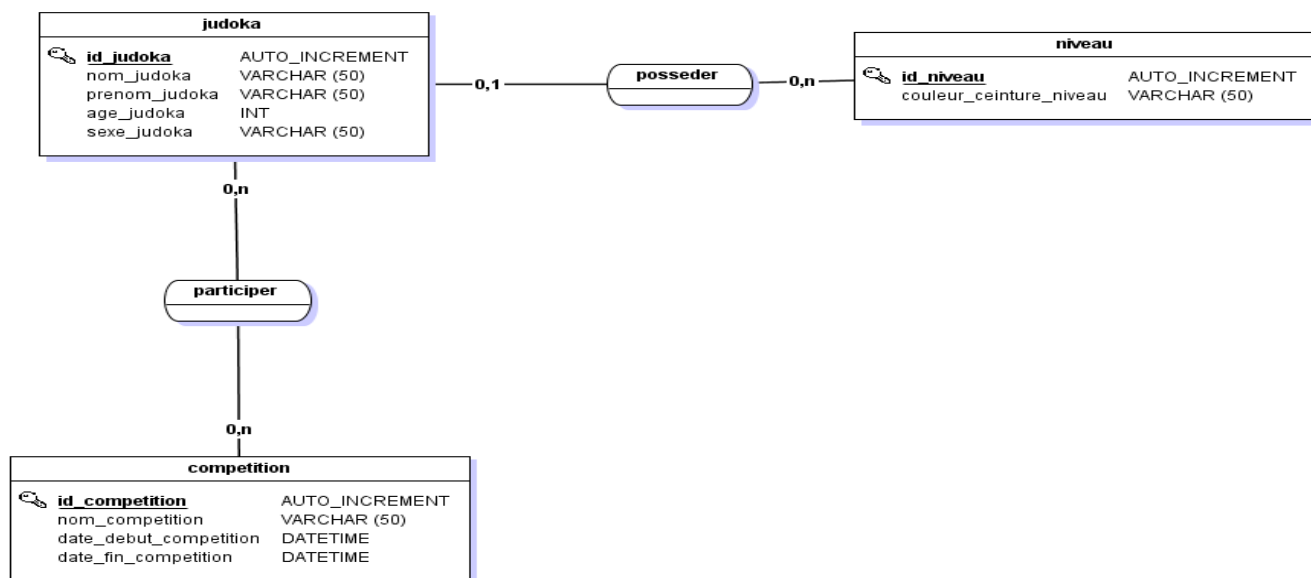 judoka
id_judoka AUTO_INCREMENT
nom_judoka VARCHAR (50)
prenom_judoka VARCHAR (50)
age_judoka INT
sexe_judoka VARCHAR (50)
0,1
posseder
0,n
niveau
id_niveau AUTO_INCREMENT
couleur_ceinture_niveau VARCHAR (50)
0,n
participer
0,n
competition
id_competition AUTO_INCREMENT
nom_competition VARCHAR (50)
date_debut_competition DATETIME
date_fin_competition DATETIME